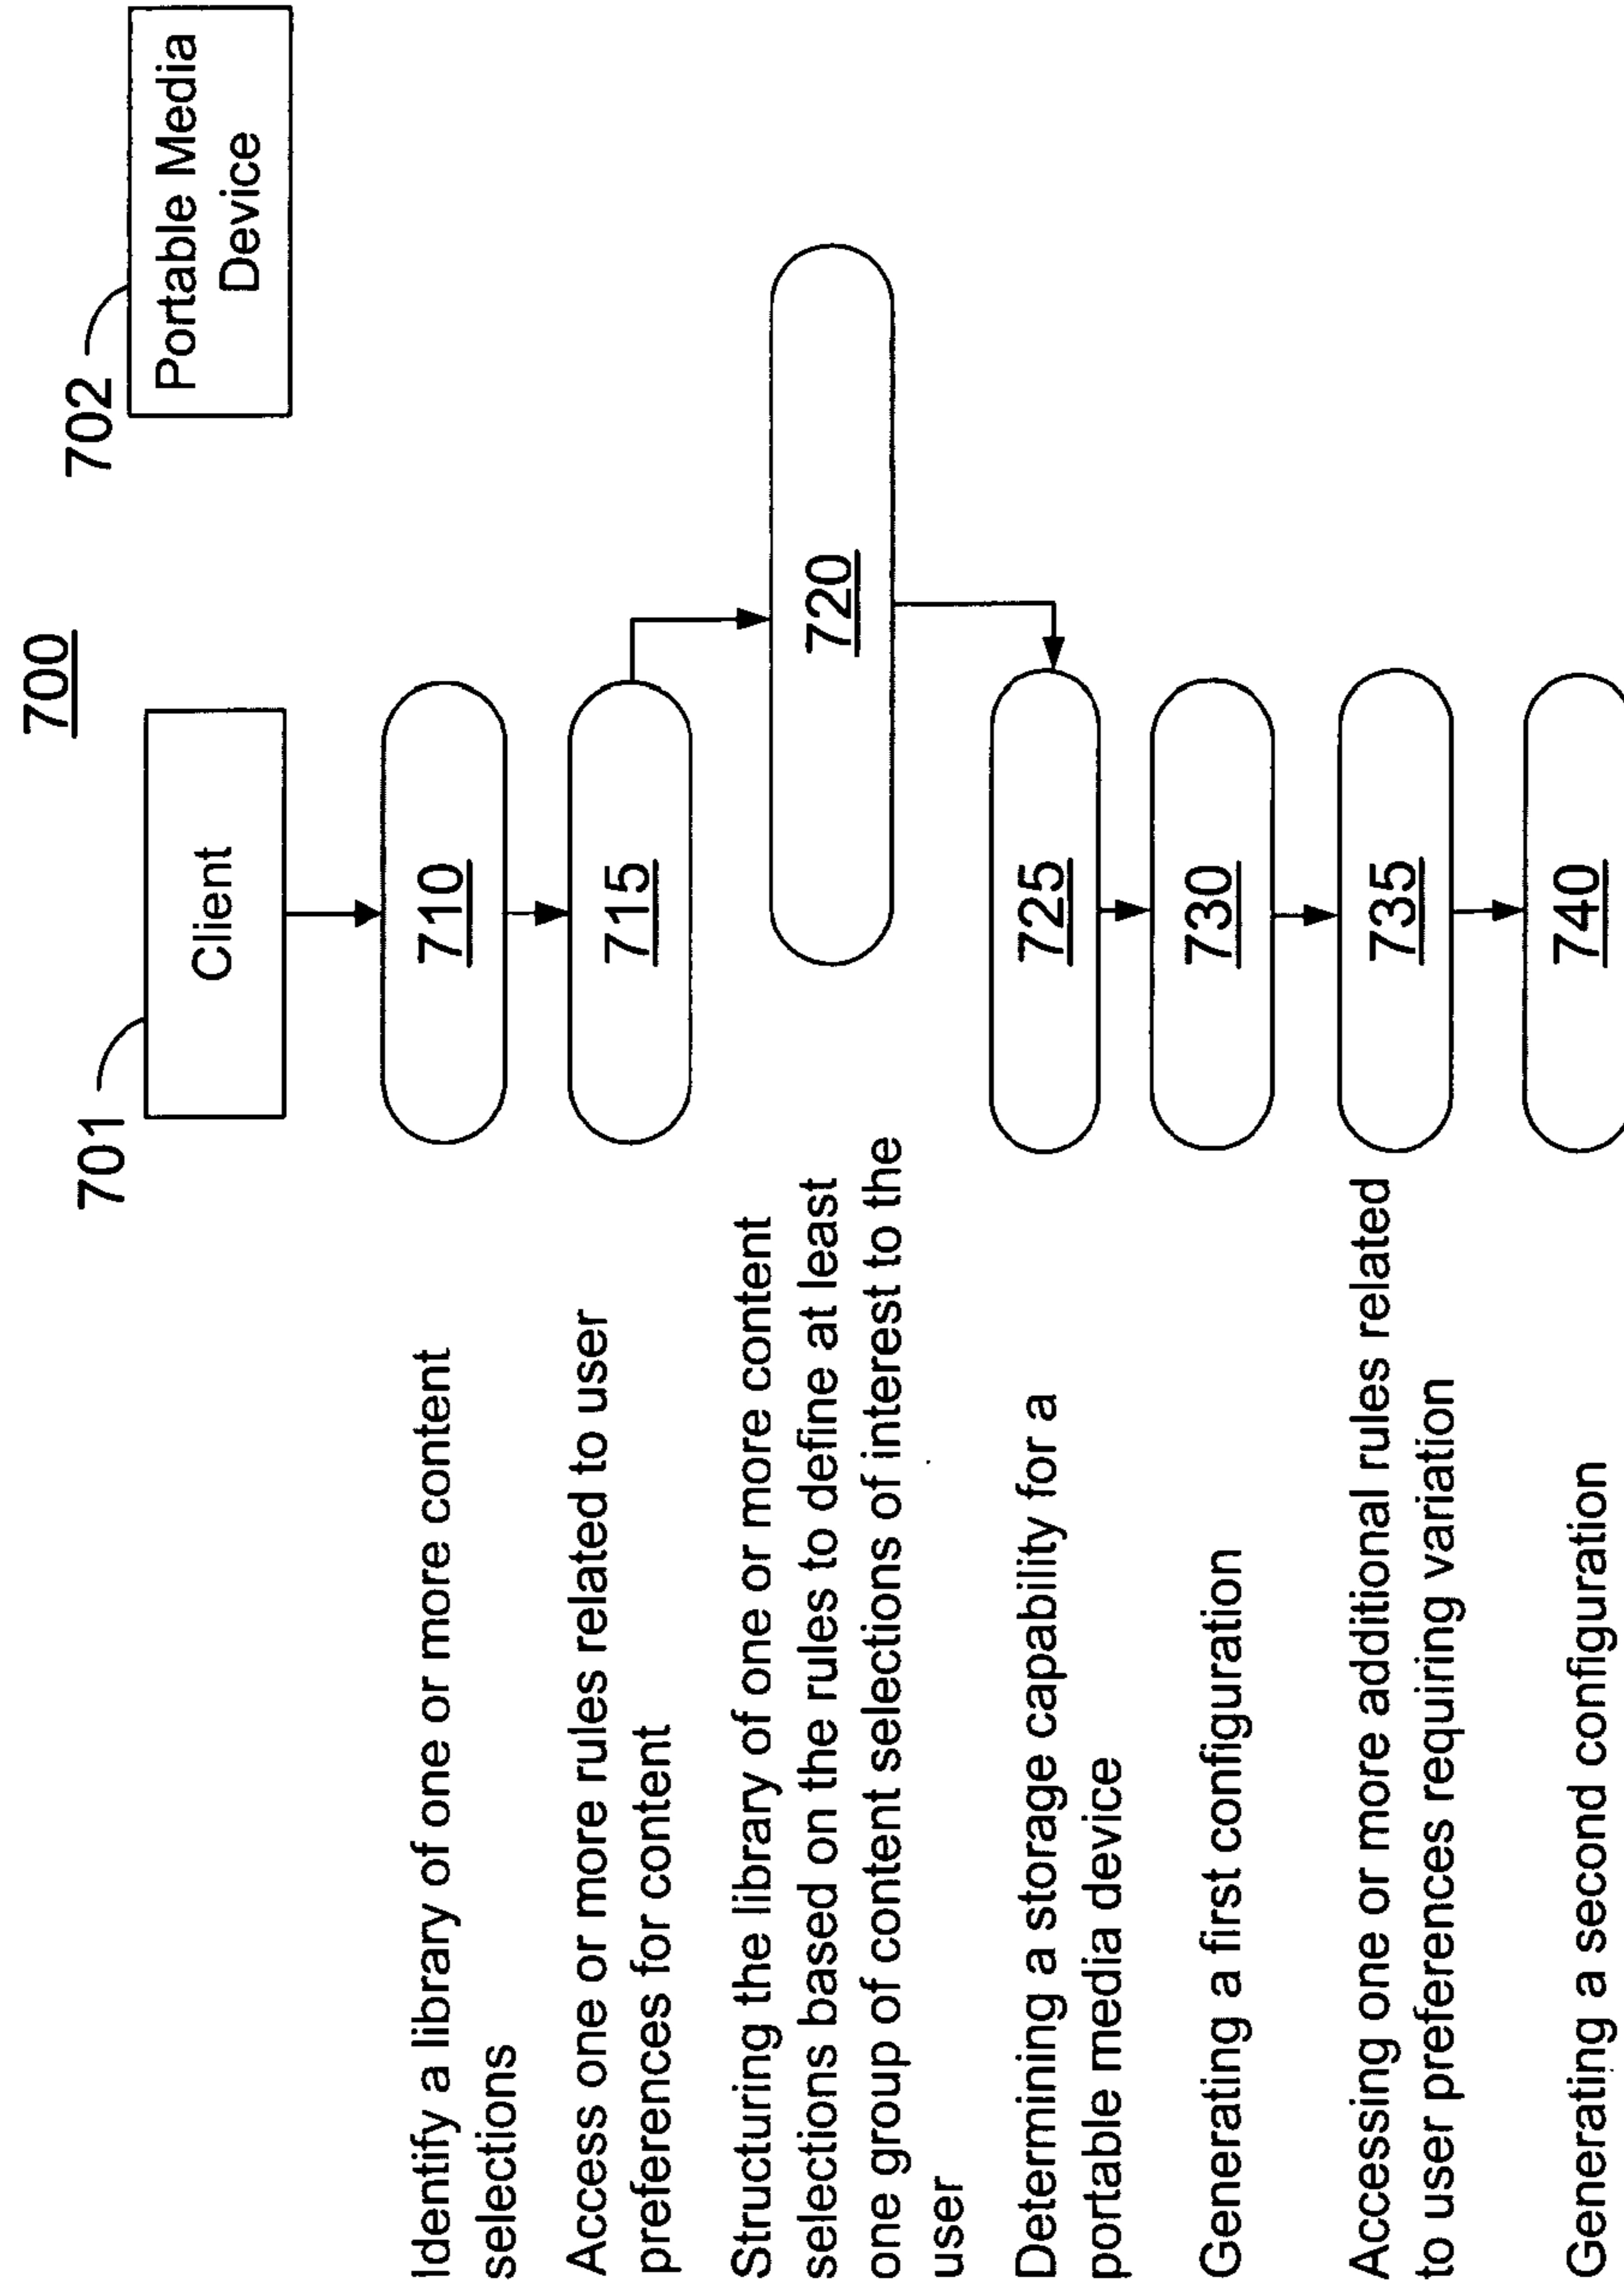 700
701
Client
702
Portable Media
Device
Identify a library of one or more content
selections
710
Access one or more rules related to user
preferences for content
715
Structuring the library of one or more content
selections based on the rules to define at least
one group of content selections of interest to the
user
720
Determining a storage capability for a
portable media device
725
Generating a first configuration
730
Accessing one or more additional rules related
to user preferences requiring variation
735
Generating a second configuration
740